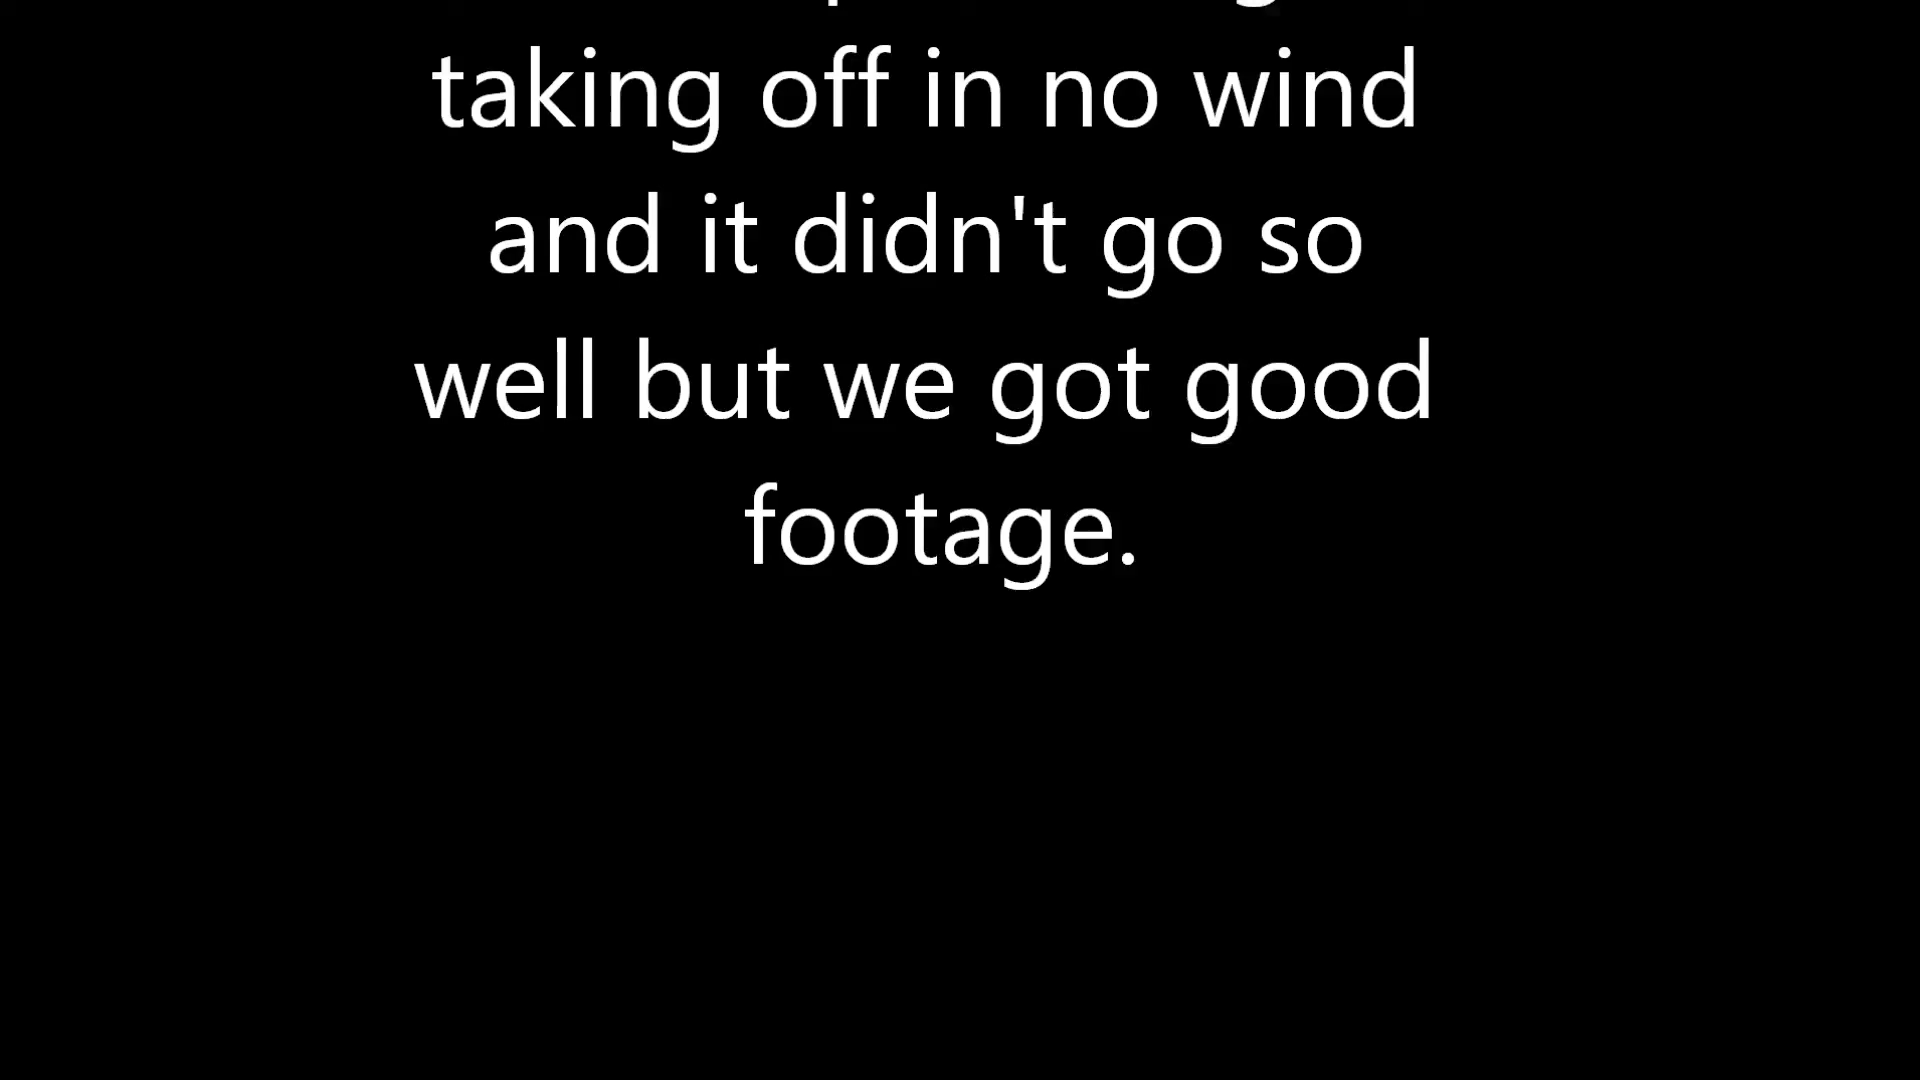 taking off in no wind
and it didn't go so
well but we got good
footage.